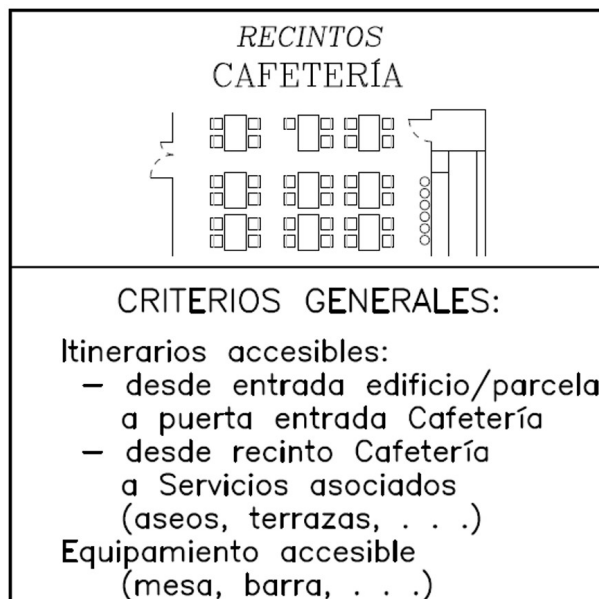 RECINTOS
CAFETERÍA
CRITERIOS GENERALES:
Itinerarios accesibles:
– desde entrada edificio/parcela
a puerta entrada Cafetería
– desde recinto Cafetería
a Servicios asociados
(aseos, terrazas, . . .)
Equipamiento accesible
(mesa, barra, . . .)